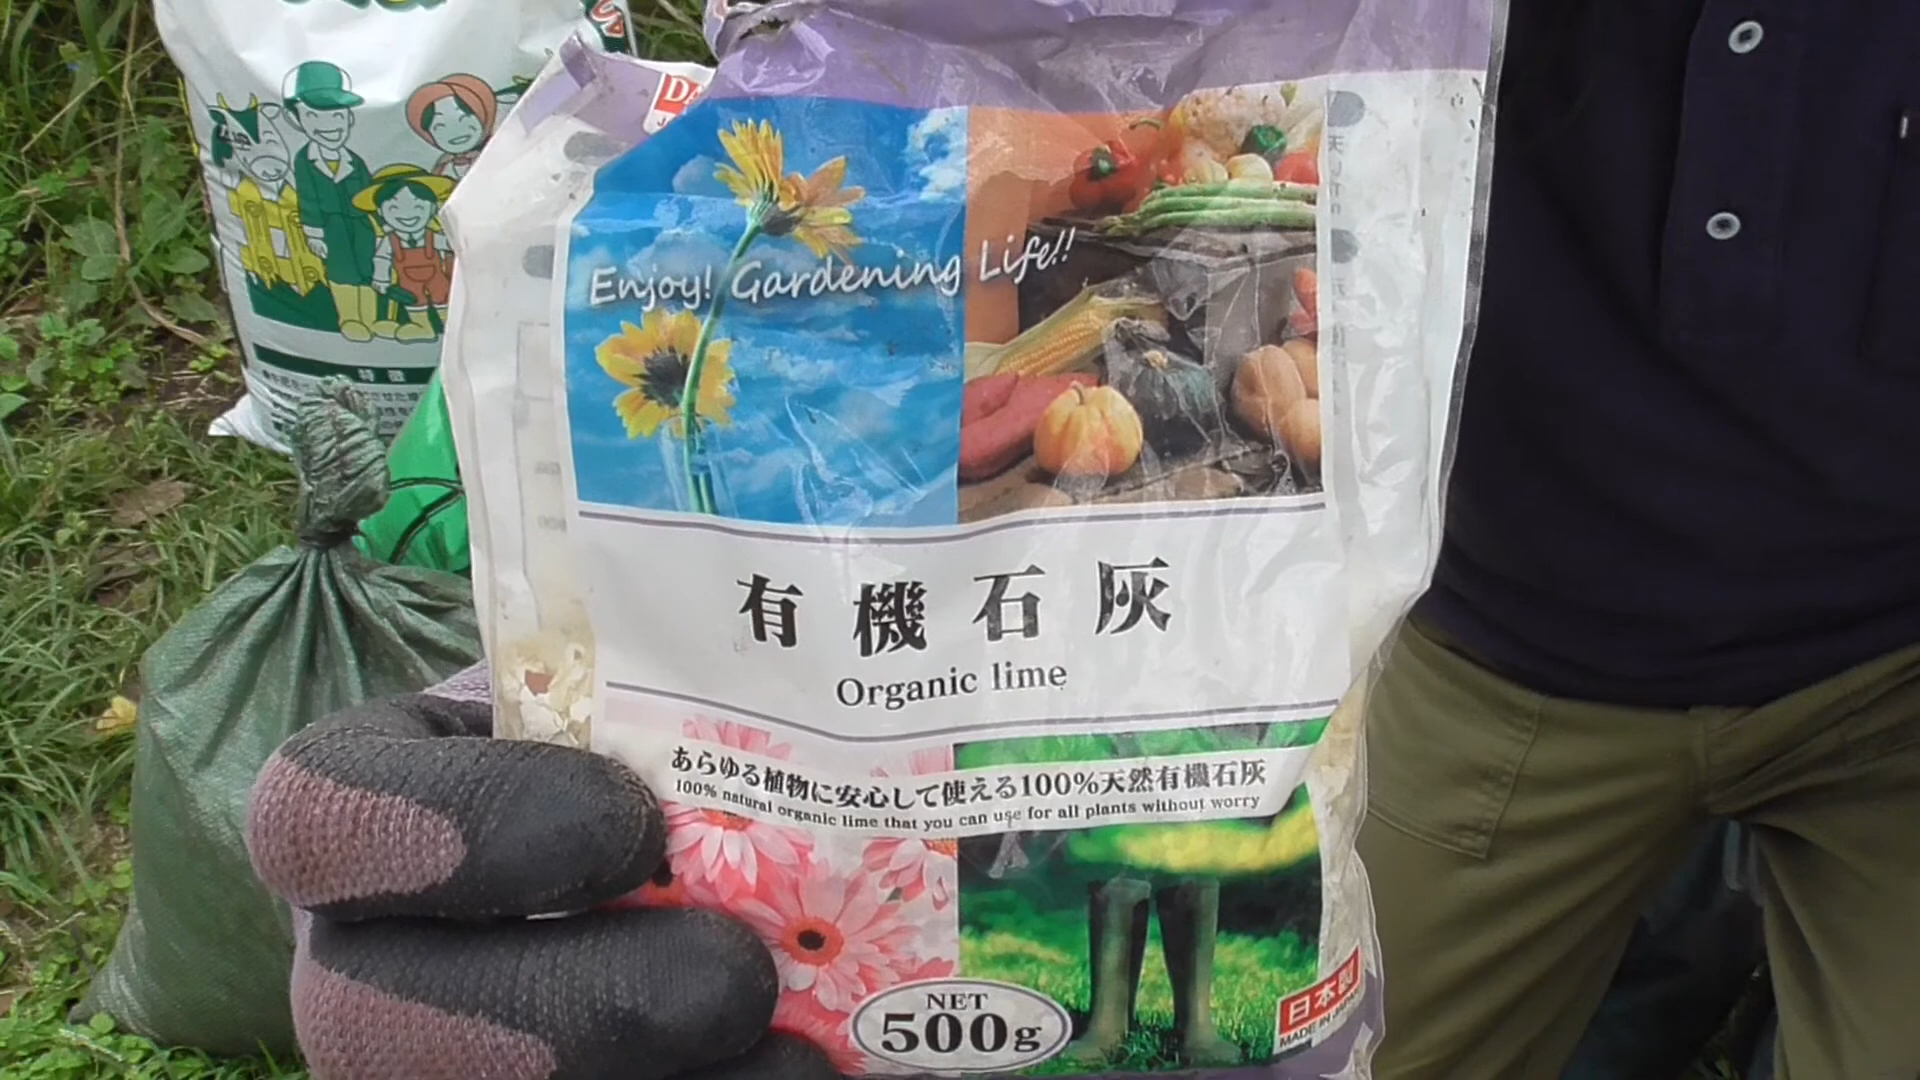 Enjoy! Gardening Life!!
有機石灰
Organic lime
あらゆる植物に安心して使える100%天然有機石灰
100% natural organic lime that you can use for all plants without worry
NET
500g
日本製
MADE IN JAPAN
特徴